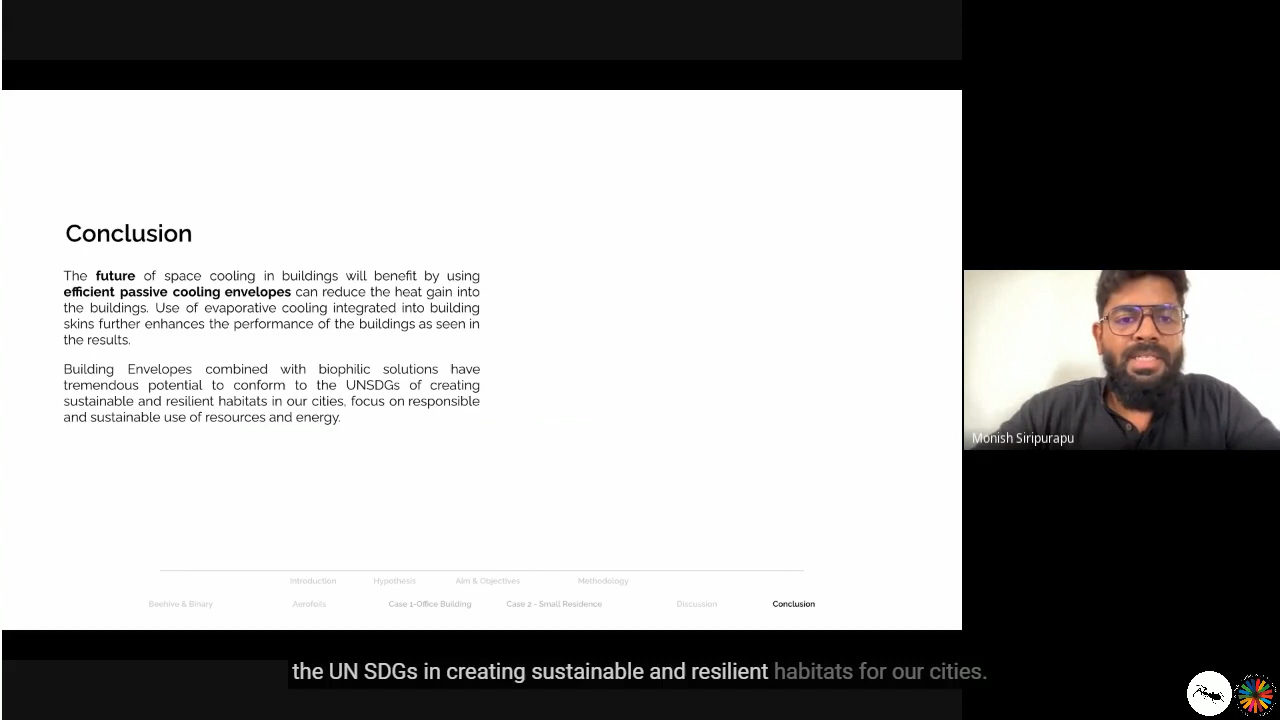 Conclusion
The future of space cooling in buildings will benefit by using
efficient passive cooling envelopes can reduce the heat gain into
the buildings. Use of evaporative cooling integrated into building
skins further enhances the performance of the buildings as seen in
the results.
Building Envelopes combined with biophilic solutions have
tremendous potential to conform to the UNSDGs of creating
sustainable and resilient habitats in our cities, focus on responsible
and sustainable use of resources and energy.
Monish Siripurapu
Introduction Hypothesis Aim & Objectives Methodology
Beehive & Binary Aerofoils Case 1-Office Building Case 2 - Small Residence Discussion Conclusion
the UN SDGs in creating sustainable and resilient habitats for our cities.